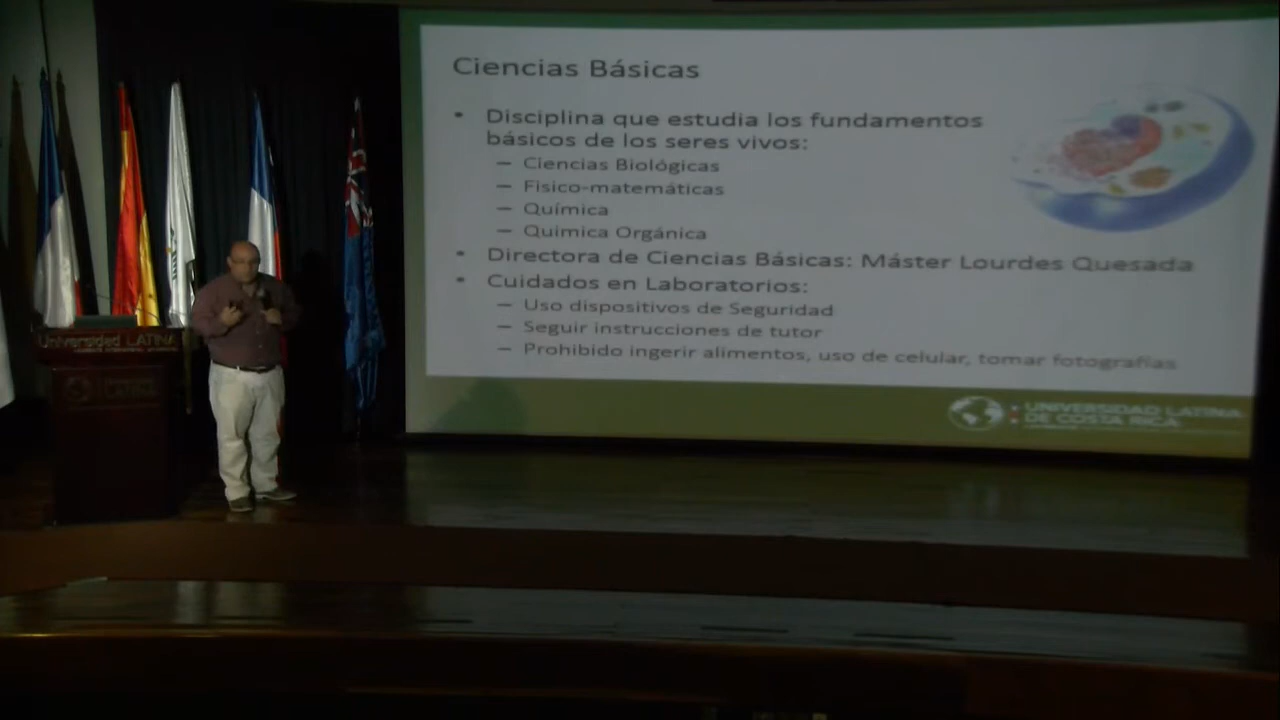 Ciencias Básicas
• Disciplina que estudia los fundamentos
básicos de los seres vivos:
– Ciencias Biológicas
– Fisico-matemáticas
– Química
– Quimica Orgánica
• Directora de Ciencias Básicas: Máster Lourdes Quesada
• Cuidados en Laboratorios:
– Uso dispositivos de Seguridad
– Seguir instrucciones de tutor
– Prohibido ingerir alimentos, uso de celular, tomar fotografías
UNIVERSIDAD LATINA
DE COSTA RICA
Universidad LATINA